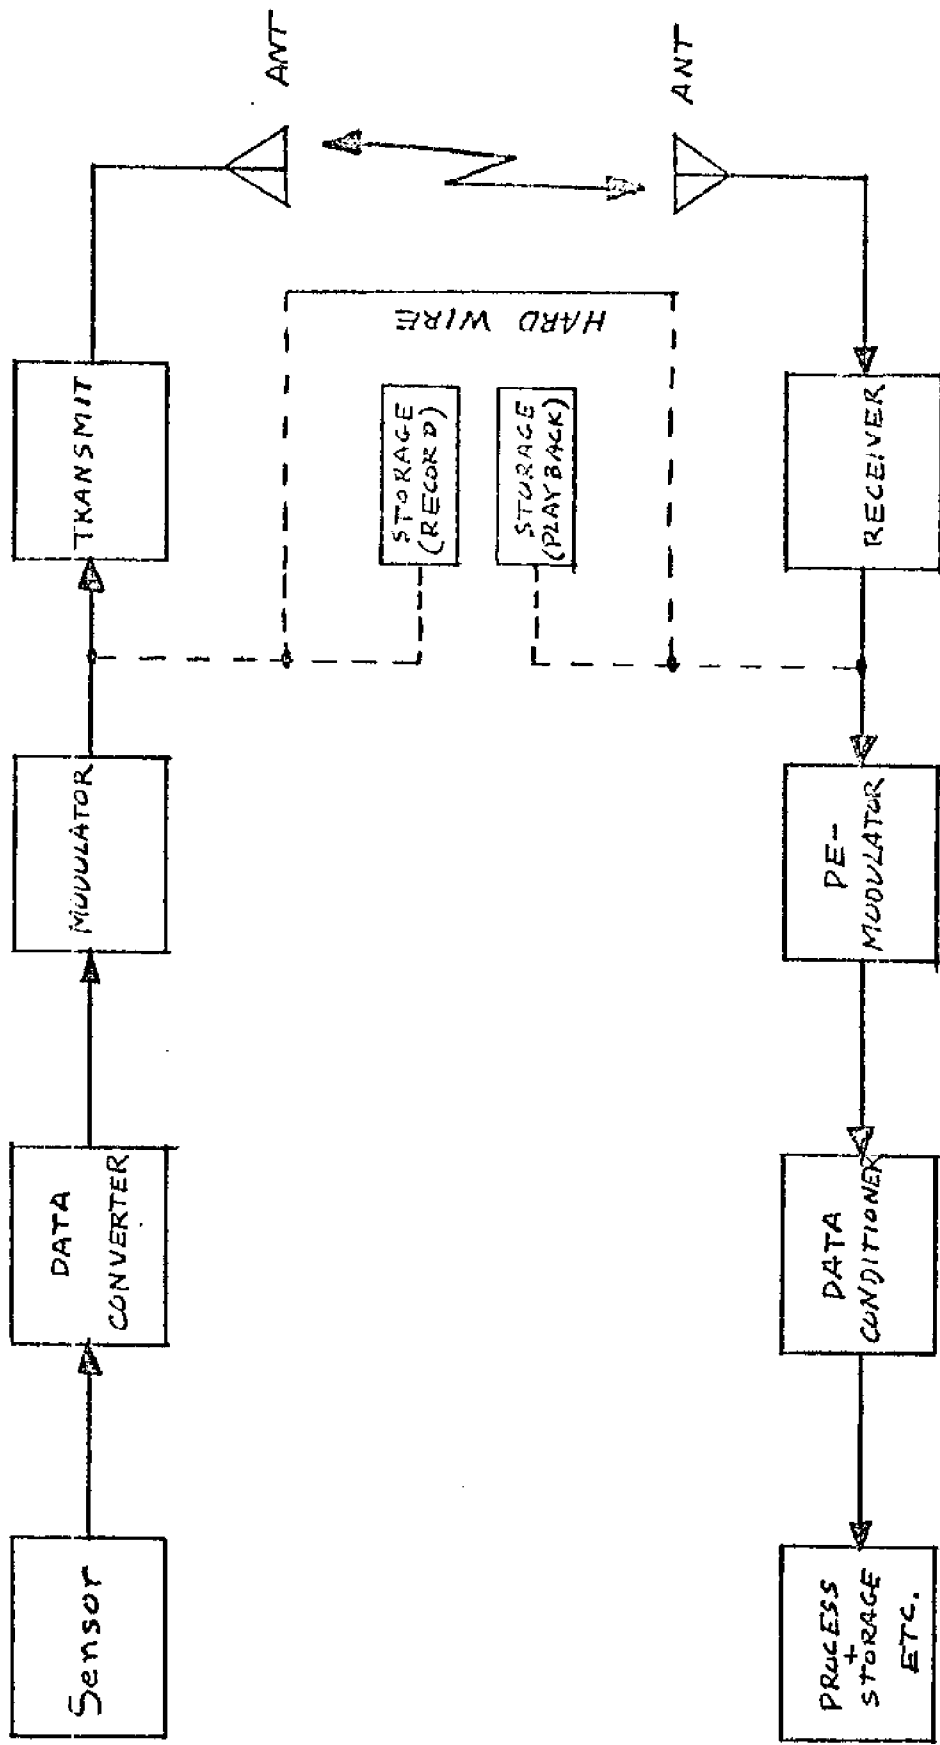 Sensor
DATA
CONVERTER
MODULATOR
TRANSMIT
ANT
HARD WIRE
STORAGE
(RECORD)
STORAGE
(PLAYBACK)
ANT
RECEIVER
DE-
MODULATOR
DATA
CONDITIONER
PROCESS
+
STORAGE
ETC.